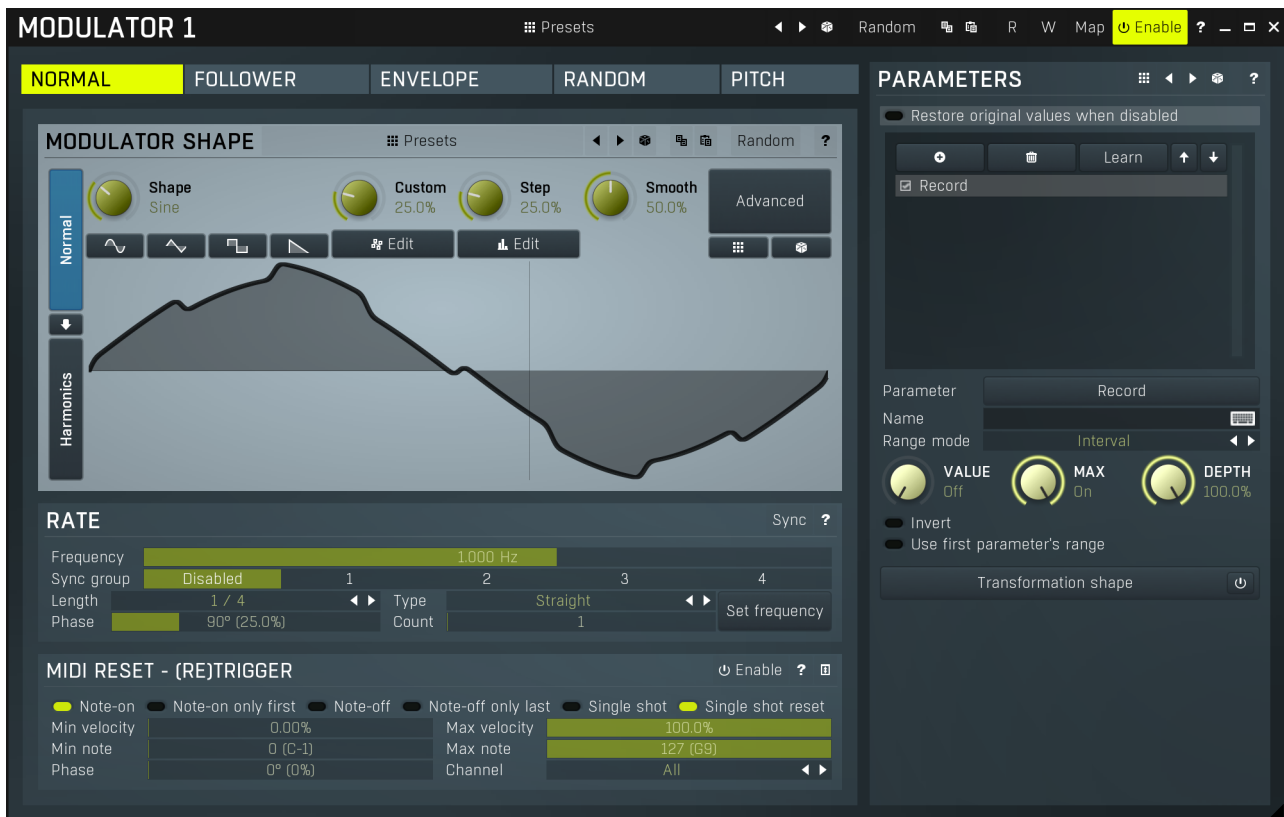 MODULATOR 1 Presets Random R W Map Enable ?
NORMAL FOLLOWER ENVELOPE RANDOM PITCH
MODULATOR SHAPE Presets Random ?
Normal
Harmonics
Shape Custom Step Smooth
Sine 25.0% 25.0% 50.0%
Advanced
Edit Edit
RATE Sync ?
Frequency 1.000 Hz
Sync group Disabled 1 2 3 4
Length 1 / 4 Type Straight
Set frequency
Phase 90° (25.0%) Count 1
MIDI RESET - (RE)TRIGGER Enable ?
Note-on Note-on only first Note-off Note-off only last Single shot Single shot reset
Min velocity 0.00% Max velocity 100.0%
Min note 0 (C-1) Max note 127 (G9)
Phase 0° (0%) Channel All
PARAMETERS ?
Restore original values when disabled
Learn
Record
Parameter Record
Name
Range mode Interval
VALUE MAX DEPTH
Off On 100.0%
Invert
Use first parameter's range
Transformation shape